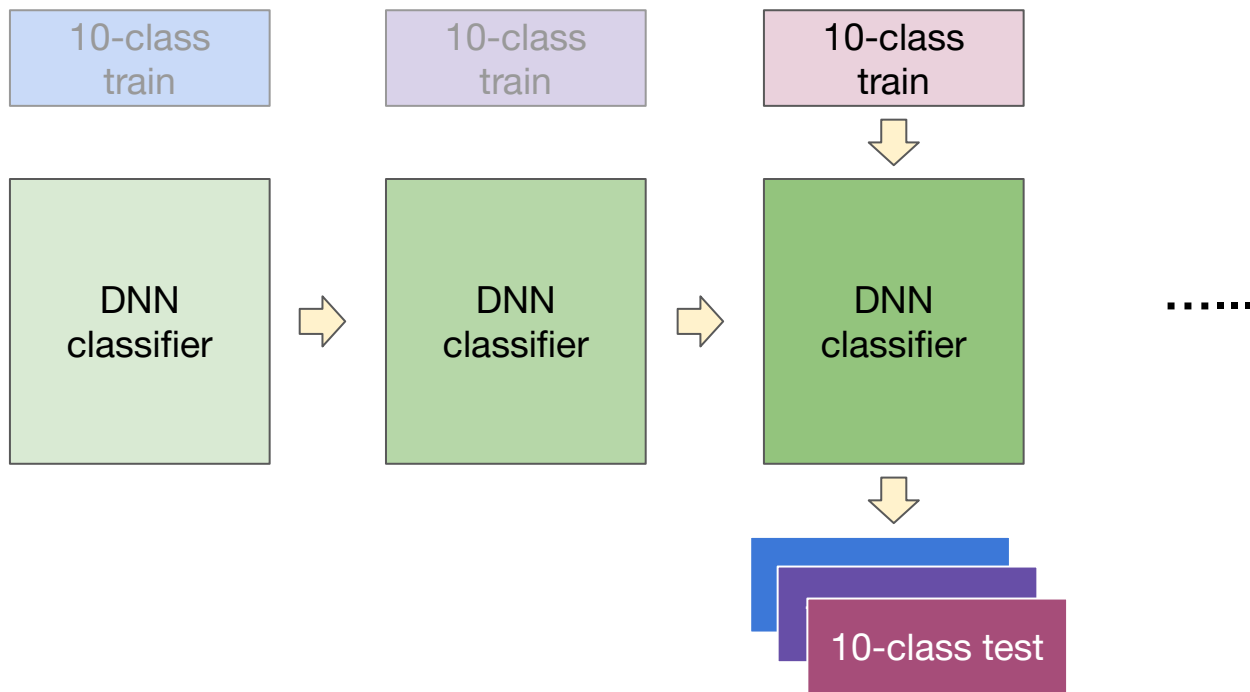 10-class
train
10-class
train
10-class
train
DNN
classifier
DNN
classifier
DNN
classifier
........
10-class test